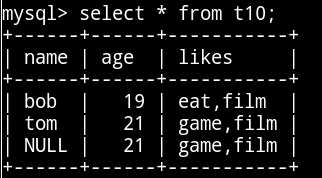 mysql> select * from t10;
+------+------+-----------+
| name | age  | likes     |
+------+------+-----------+
| bob  |   19 | eat,film  |
| tom  |   21 | game,film |
| NULL |   21 | game,film |
+------+------+-----------+